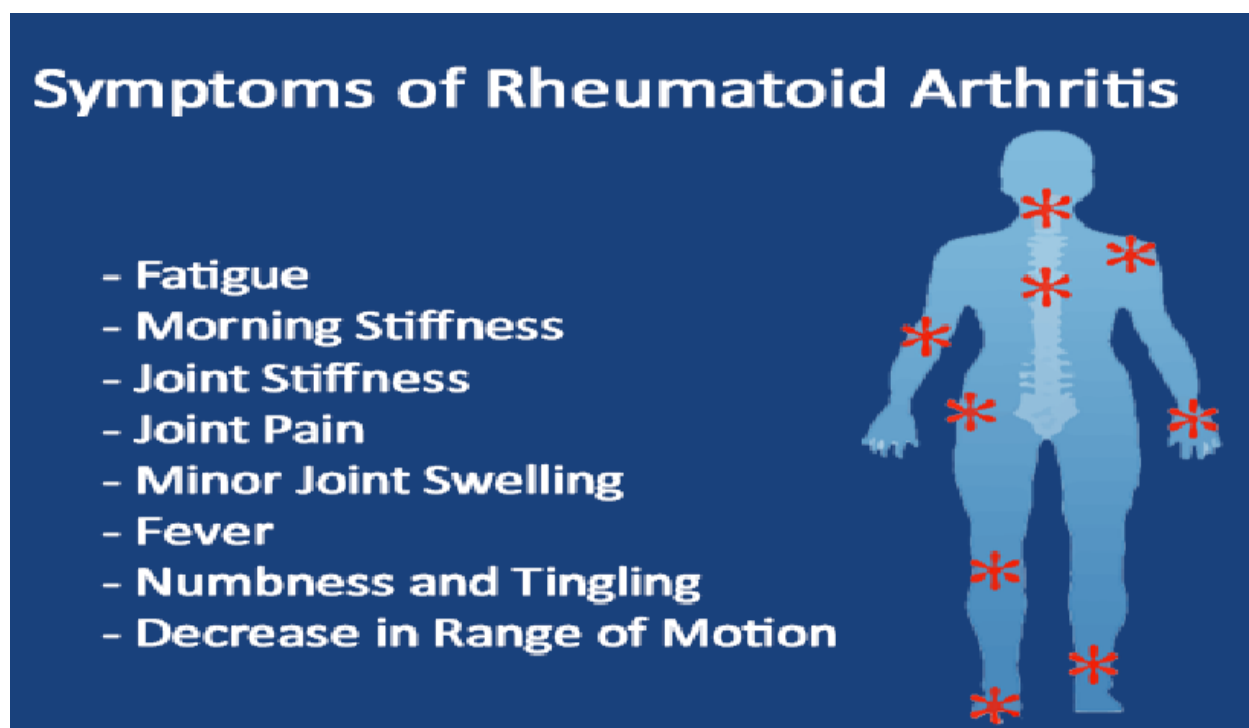 Symptoms of Rheumatoid Arthritis
- Fatigue
- Morning Stiffness
- Joint Stiffness
- Joint Pain
- Minor Joint Swelling
- Fever
- Numbness and Tingling
- Decrease in Range of Motion